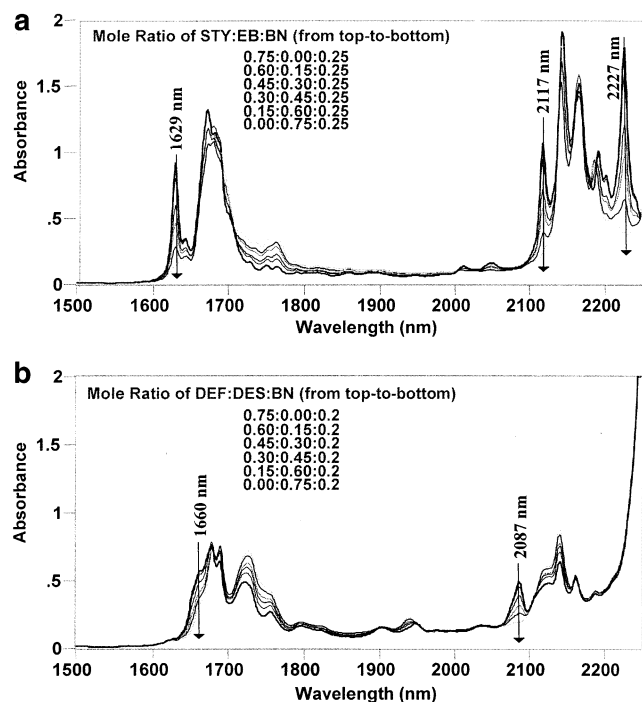 a
Mole Ratio of STY:EB:BN (from top-to-bottom)
0.75:0.00:0.25
0.60:0.15:0.25
0.45:0.30:0.25
0.30:0.45:0.25
0.15:0.60:0.25
0.00:0.75:0.25
1629 nm
2117 nm
2227 nm
Absorbance
2
1.5
1
.5
0
1500 1600 1700 1800 1900 2000 2100 2200
Wavelength (nm)
b
Mole Ratio of DEF:DES:BN (from top-to-bottom)
0.75:0.00:0.2
0.60:0.15:0.2
0.45:0.30:0.2
0.30:0.45:0.2
0.15:0.60:0.2
0.00:0.75:0.2
1660 nm
2087 nm
Absorbance
2
1.5
1
.5
0
1500 1600 1700 1800 1900 2000 2100 2200
Wavelength (nm)